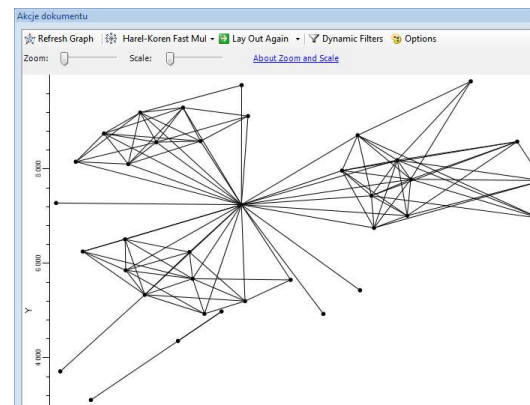 Akcje dokumentu
Refresh Graph Harel-Koren Fast Mul Lay Out Again Dynamic Filters Options
Zoom: Scale: About Zoom and Scale
8 000
6 000
Y
4 000